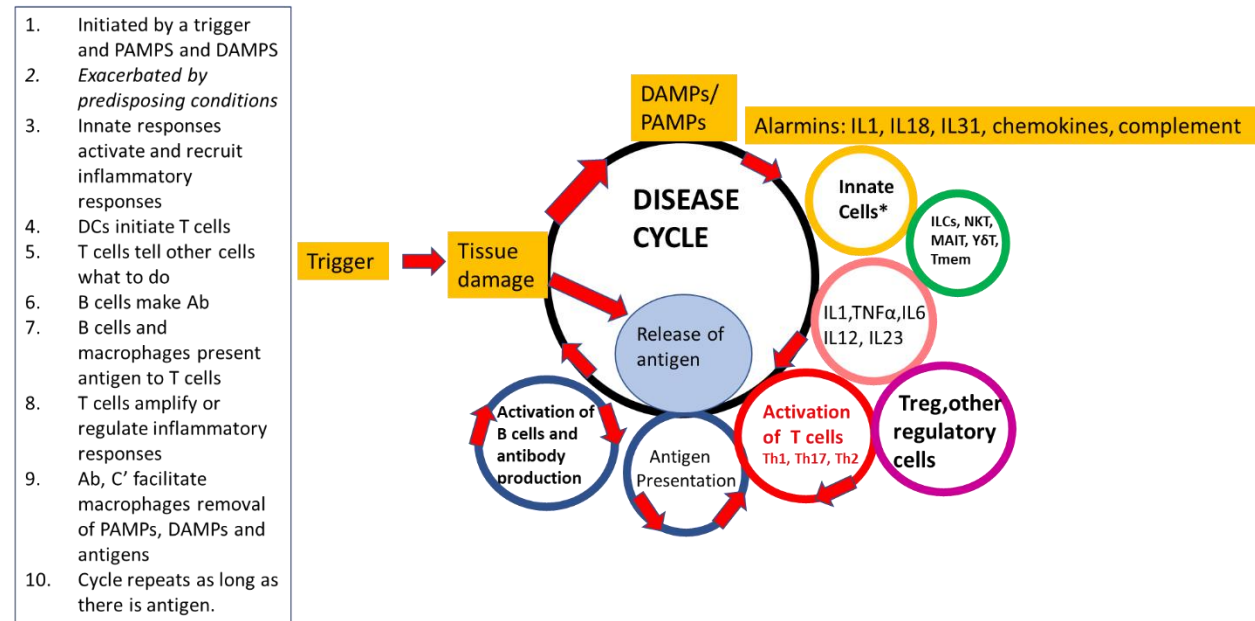 1. Initiated by a trigger
and PAMPS and DAMPS
2. Exacerbated by
predisposing conditions
3. Innate responses
activate and recruit
inflammatory
responses
4. DCs initiate T cells
5. T cells tell other cells
what to do
6. B cells make Ab
7. B cells and
macrophages present
antigen to T cells
8. T cells amplify or
regulate inflammatory
responses
9. Ab, C’ facilitate
macrophages removal
of PAMPs, DAMPs and
antigens
10. Cycle repeats as long as
there is antigen.
Trigger
Tissue
damage
DAMPs/
PAMPs
Alarmins: IL1, IL18, IL31, chemokines, complement
DISEASE
CYCLE
Innate
Cells*
ILCs, NKT,
MAIT, YδT,
Tmem
IL1,TNFα,IL6
IL12, IL23
Release of
antigen
Treg,other
regulatory
cells
Activation
of T cells
Th1, Th17, Th2
Antigen
Presentation
Activation of
B cells and
antibody
production